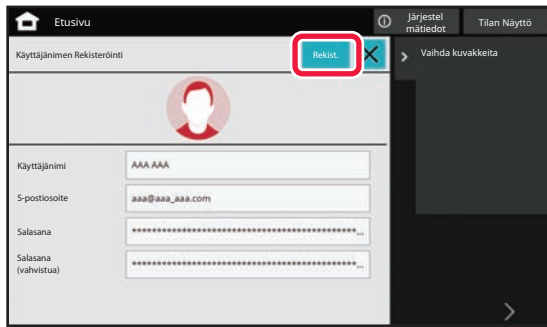 Etusivu
Järjestel
mätiedot
Tilan Näyttö
Käyttäjänimen Rekisteröinti
Rekist.
Vaihda kuvakkeita
Käyttäjänimi
AAA AAA
S-postiosoite
aaa@aaa_aaa.com
Salasana
************************************************...
Salasana
(vahvistua)
************************************************...